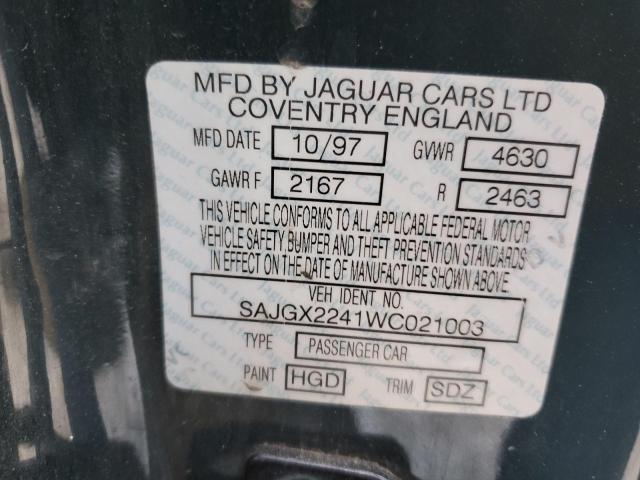 MFD BY JAGUAR CARS LTD
COVENTRY ENGLAND
MFD DATE 10/97 GVWR 4630
GAWR F 2167 R 2463
THIS VEHICLE CONFORMS TO ALL APPLICABLE FEDERAL MOTOR
VEHICLE SAFETY BUMPER AND THEFT PREVENTION STANDARDS
IN EFFECT ON THE DATE OF MANUFACTURE SHOWN ABOVE.
VEH IDENT NO.
SAJGX2241WC021003
TYPE PASSENGER CAR
PAINT HGD TRIM SDZ